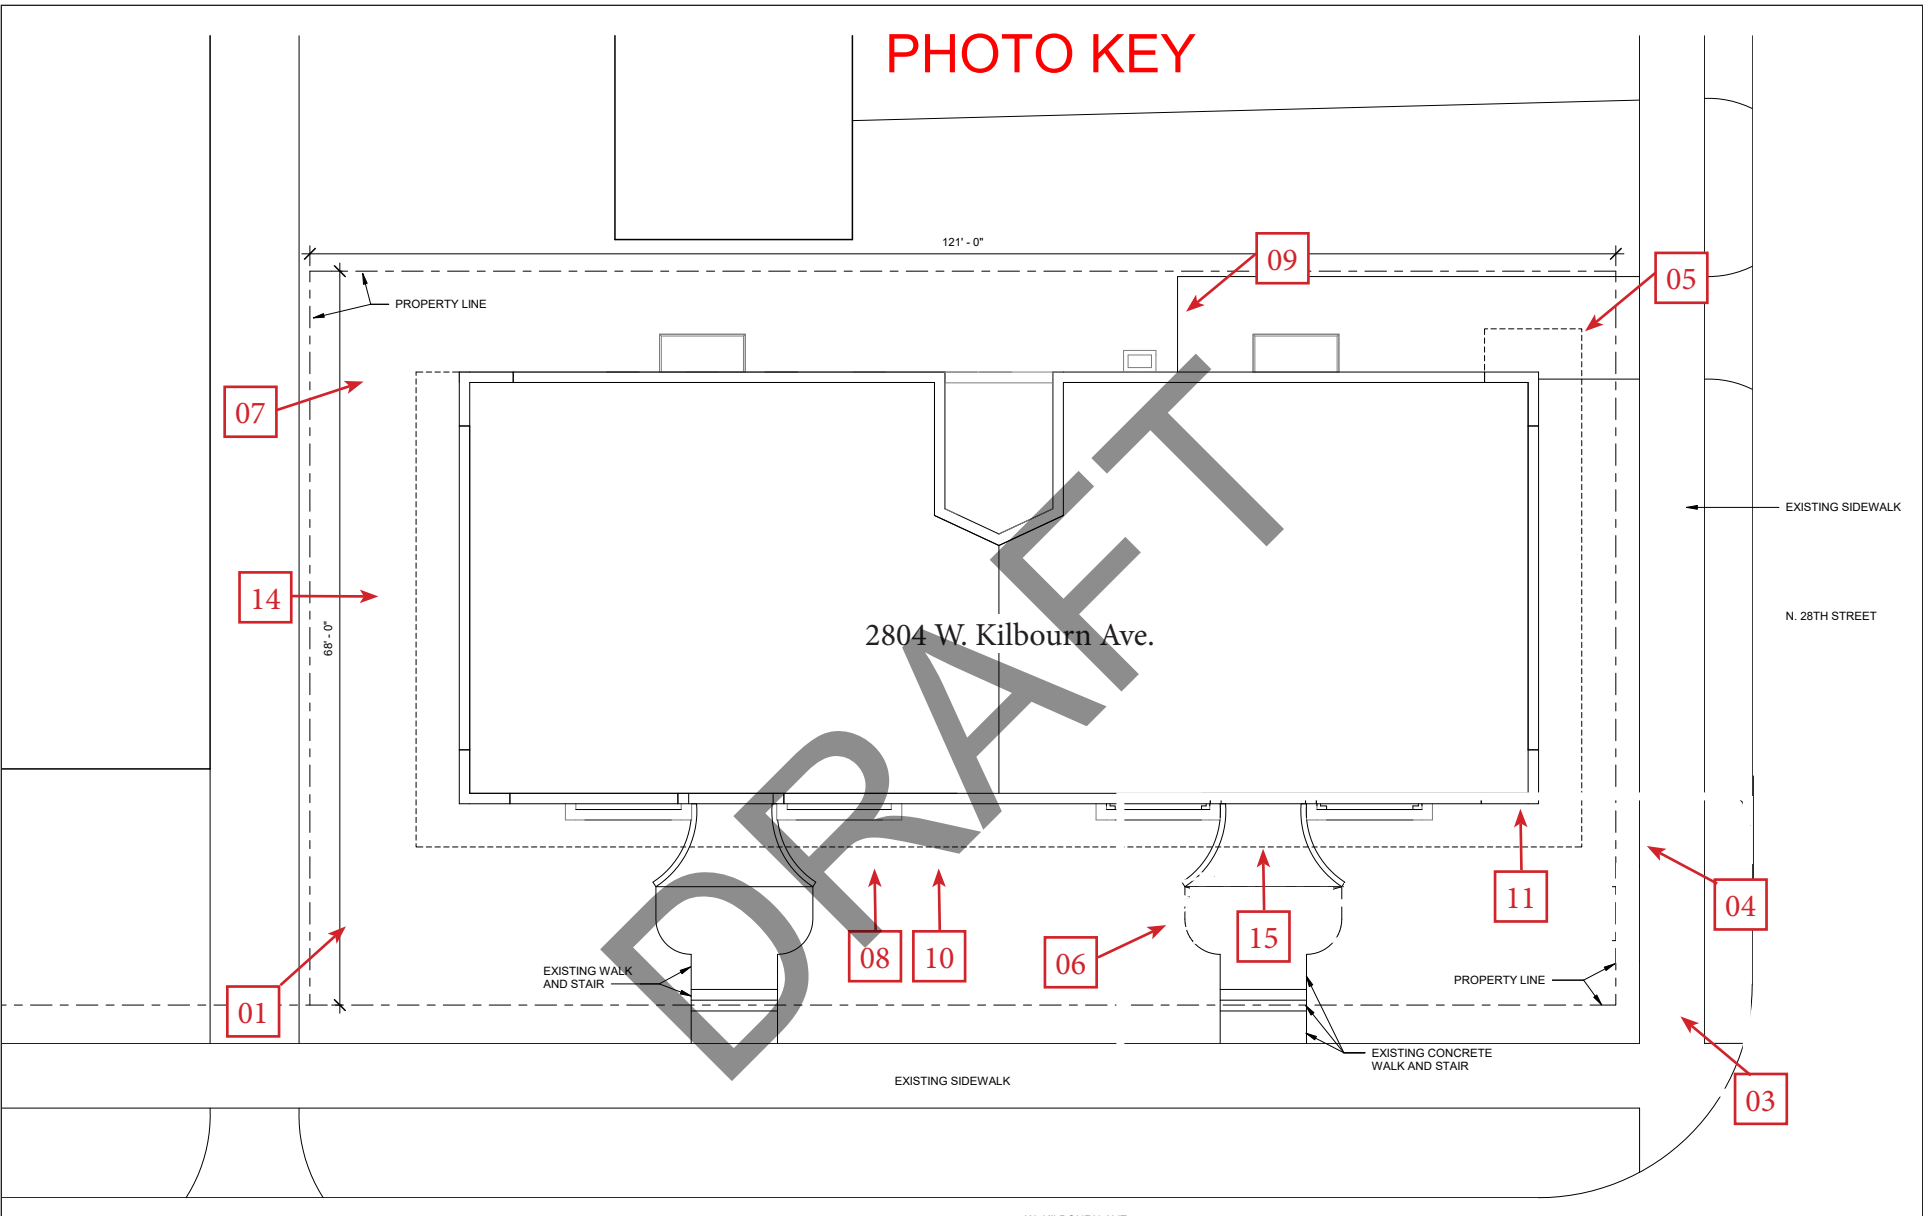 PHOTO KEY
121' - 0"
09
05
PROPERTY LINE
07
EXISTING SIDEWALK
14
68' - 0"
N. 28TH STREET
2804 W. Kilbourn Ave.
DRAFT
11
04
15
08
10
06
EXISTING WALK
AND STAIR
PROPERTY LINE
01
EXISTING CONCRETE
WALK AND STAIR
EXISTING SIDEWALK
03